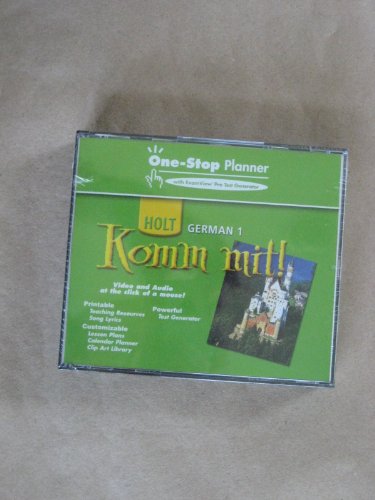 One-Stop Planner
with ExamView Pro Test Generator
HOLT
GERMAN 1
Komm mit!
Video and Audio
at the click of a mouse!
Printable
Teaching Resources
Song Lyrics
Customizable
Lesson Plans
Calendar Planner
Clip Art Library
Powerful
Test Generator